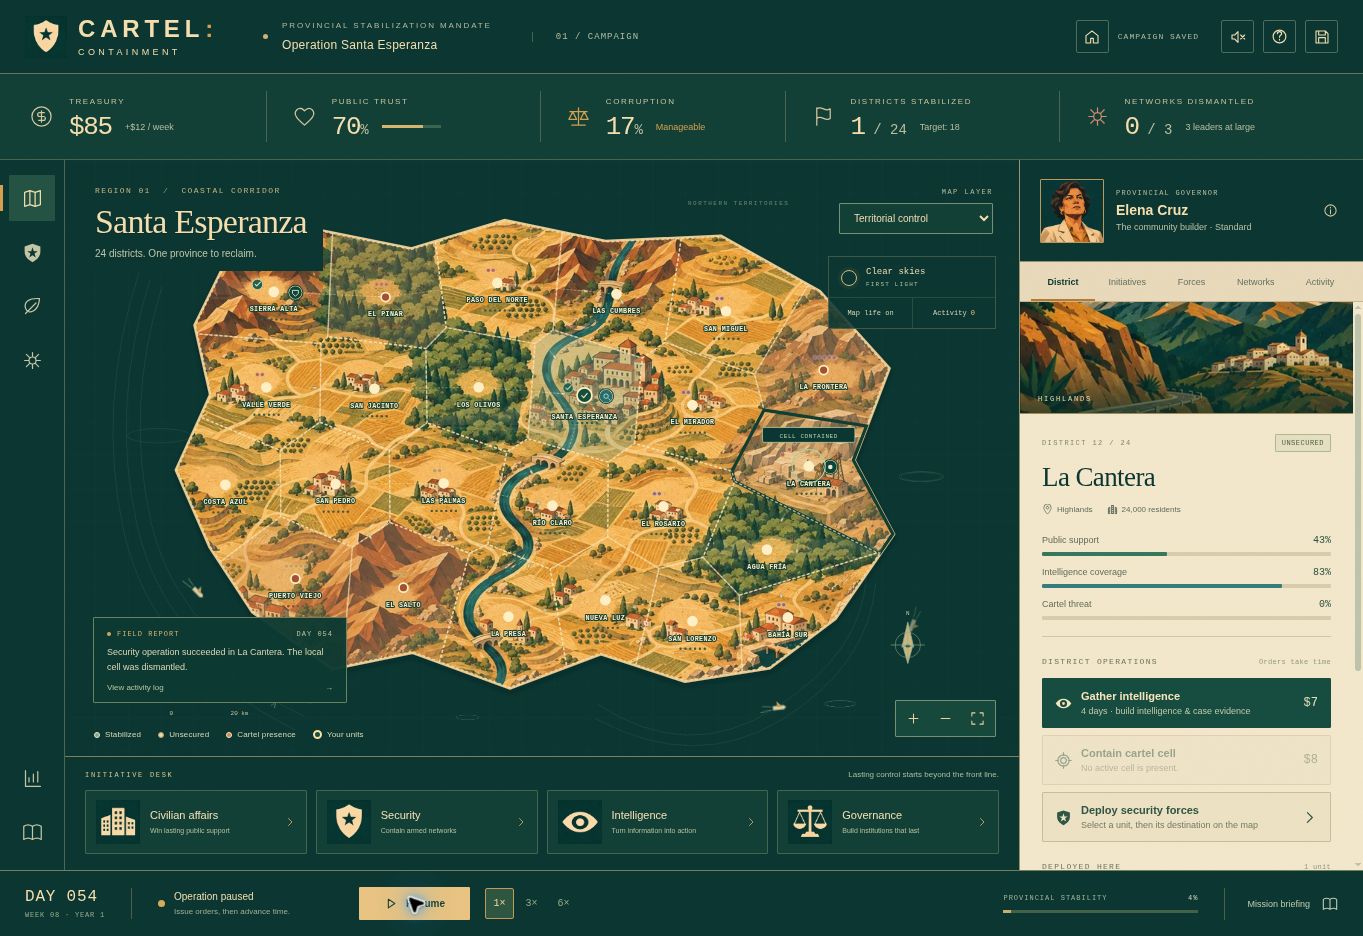 CARTEL:
CONTAINMENT
PROVINCIAL STABILIZATION MANDATE
Operation Santa Esperanza
01 / CAMPAIGN
CAMPAIGN SAVED
TREASURY
$85 +$12 / week
PUBLIC TRUST
70%
CORRUPTION
17% Manageable
DISTRICTS STABILIZED
1 / 24 Target: 18
NETWORKS DISMANTLED
0 / 3 3 leaders at large
REGION 01 / COASTAL CORRIDOR
Santa Esperanza
24 districts. One province to reclaim.
NORTHERN TERRITORIES
MAP LAYER
Territorial control
Clear skies
FIRST LIGHT
Map life on
Activity 0
SIERRA ALTA
EL PINAR
PASO DEL NORTE
LAS CUMBRES
SAN MIGUEL
LA FRONTERA
VALLE VERDE
SAN JACINTO
LOS OLIVOS
SANTA ESPERANZA
EL MIRADOR
CELL CONTAINED
LA CANTERA
COSTA AZUL
SAN PEDRO
LAS PALMAS
RÍO CLARO
EL ROSARIO
AGUA FRÍA
PUERTO VIEJO
EL SALTO
LA PRESA
NUEVA LUZ
SAN LORENZO
BAHÍA SUR
N
FIELD REPORT DAY 054
Security operation succeeded in La Cantera. The local
cell was dismantled.
View activity log →
0 20 km
Stabilized
Unsecured
Cartel presence
Your units
INITIATIVE DESK
Lasting control starts beyond the front line.
Civilian affairs
Win lasting public support
Security
Contain armed networks
Intelligence
Turn information into action
Governance
Build institutions that last
PROVINCIAL GOVERNOR
Elena Cruz
The community builder · Standard
District
Initiatives
Forces
Networks
Activity
HIGHLANDS
DISTRICT 12 / 24
UNSECURED
La Cantera
Highlands
24,000 residents
Public support 43%
Intelligence coverage 83%
Cartel threat 0%
DISTRICT OPERATIONS
Orders take time
Gather intelligence
4 days · build intelligence & case evidence
$7
Contain cartel cell
No active cell is present.
$8
Deploy security forces
Select a unit, then its destination on the map
DEPLOYED HERE
1 unit
DAY 054
WEEK 08 · YEAR 1
Operation paused
Issue orders, then advance time.
1×
3×
6×
PROVINCIAL STABILITY 4%
Mission briefing